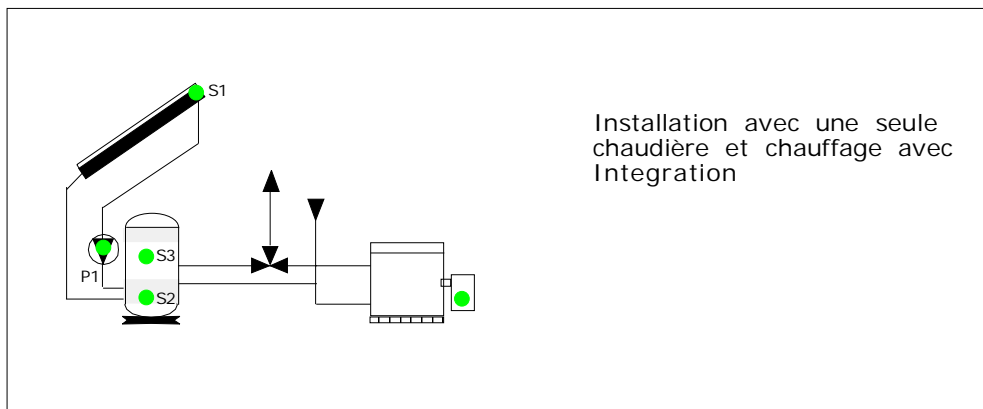 S1
Installation avec une seule
chaudière et chauffage avec
Integration
S3
P1
S2